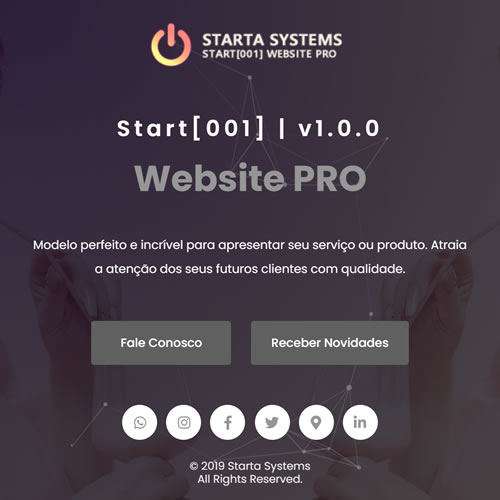 STARTA SYSTEMS
START[001] WEBSITE PRO
Start[001] | v1.0.0
Website PRO
Modelo perfeito e incrível para apresentar seu serviço ou produto. Atraia
a atenção dos seus futuros clientes com qualidade.
Fale Conosco
Receber Novidades
© 2019 Starta Systems
All Rights Reserved.